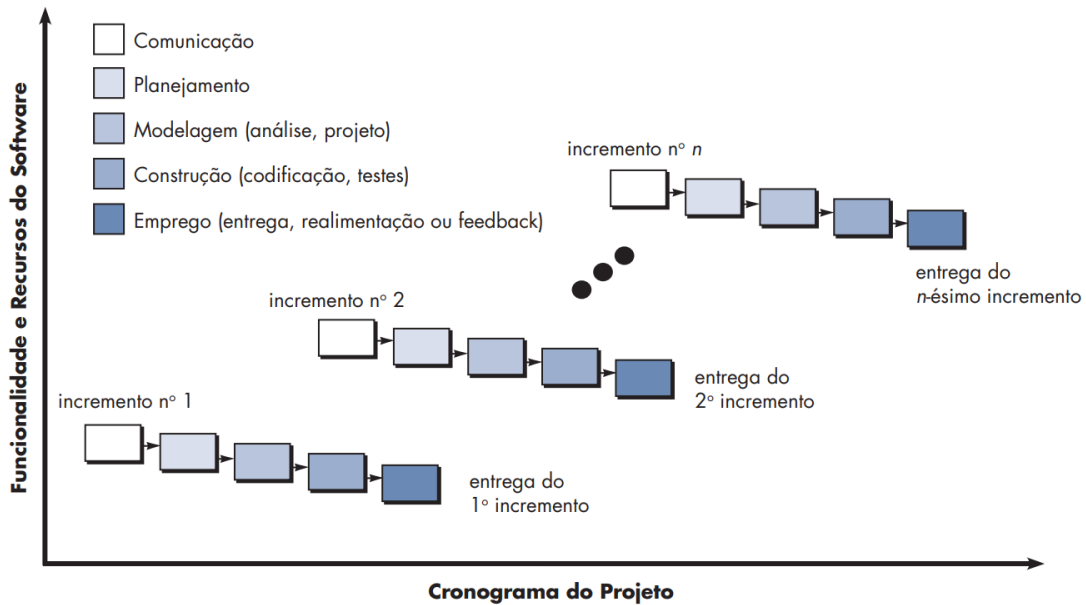 Funcionalidade e Recursos do Software
Comunicação
Planejamento
Modelagem (análise, projeto)
Construção (codificação, testes)
Emprego (entrega, realimentação ou feedback)
incremento nº n
entrega do
n-ésimo incremento
incremento nº 2
entrega do
2º incremento
incremento nº 1
entrega do
1º incremento
Cronograma do Projeto